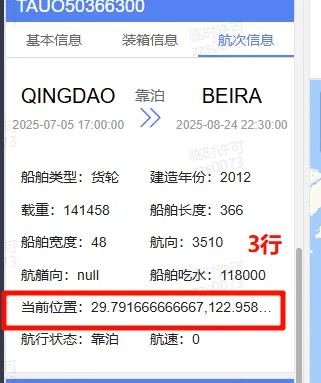 TAUO50366300
基本信息 装箱信息 航次信息
QINGDAO 靠泊 BEIRA
2025-07-05 17:00:00 2025-08-24 22:30:00
船舶类型：货轮 建造年份：2012
载重：141458 船舶长度：366
船舶宽度：48 航向：3510
3行
航艏向：null 船舶吃水：118000
当前位置：29.791666666667,122.958…
航行状态：靠泊 航速：0